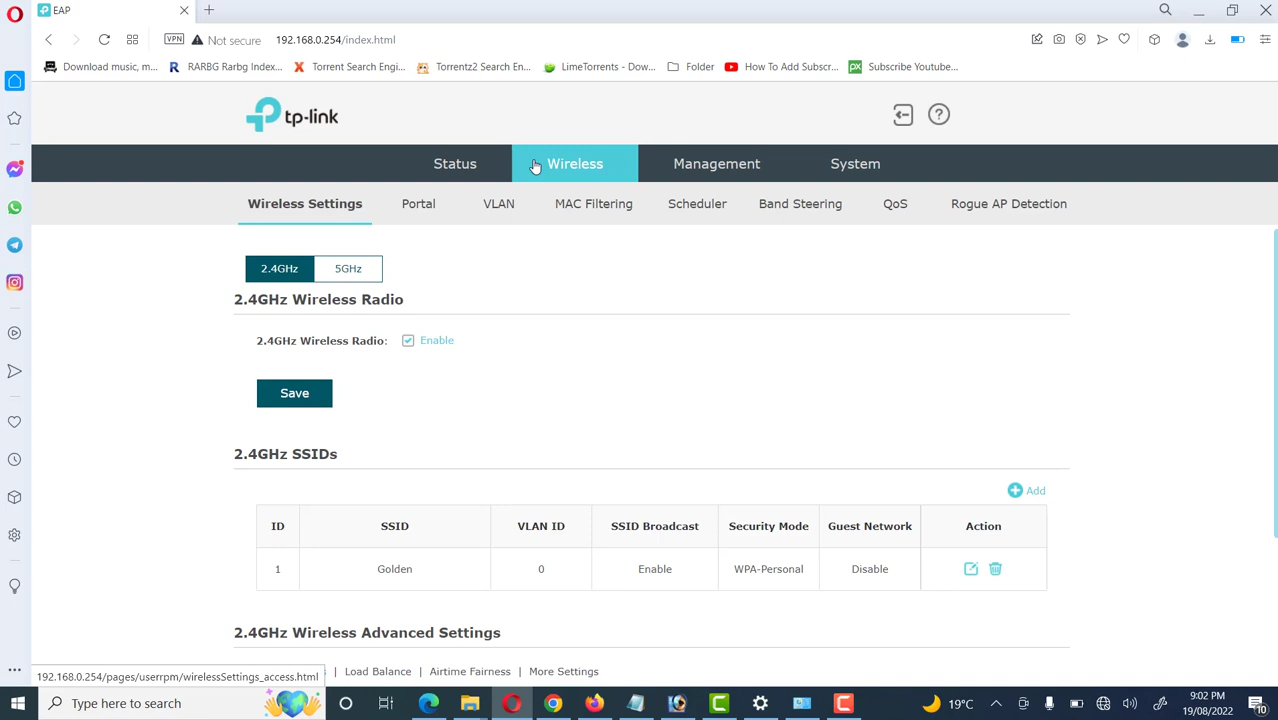 EAP
VPN
Not secure
192.168.0.254/index.html
Download music, m...
RARBG Rarbg Index...
Torrent Search Engi...
Torrentz2 Search En...
LimeTorrents - Dow...
Folder
How To Add Subscr...
px
Subscribe Youtube...
tp-link
?
Status
Wireless
Management
System
Wireless Settings
Portal
VLAN
MAC Filtering
Scheduler
Band Steering
QoS
Rogue AP Detection
2.4GHz
5GHz
2.4GHz Wireless Radio
2.4GHz Wireless Radio:
Enable
Save
2.4GHz SSIDs
Add
ID SSID VLAN ID SSID Broadcast Security Mode Guest Network Action
1 Golden 0 Enable WPA-Personal Disable
2.4GHz Wireless Advanced Settings
Load Balance | Airtime Fairness | More Settings
192.168.0.254/pages/userrpm/wirelessSettings_access.html
Type here to search
19°C
9:02 PM
19/08/2022
10